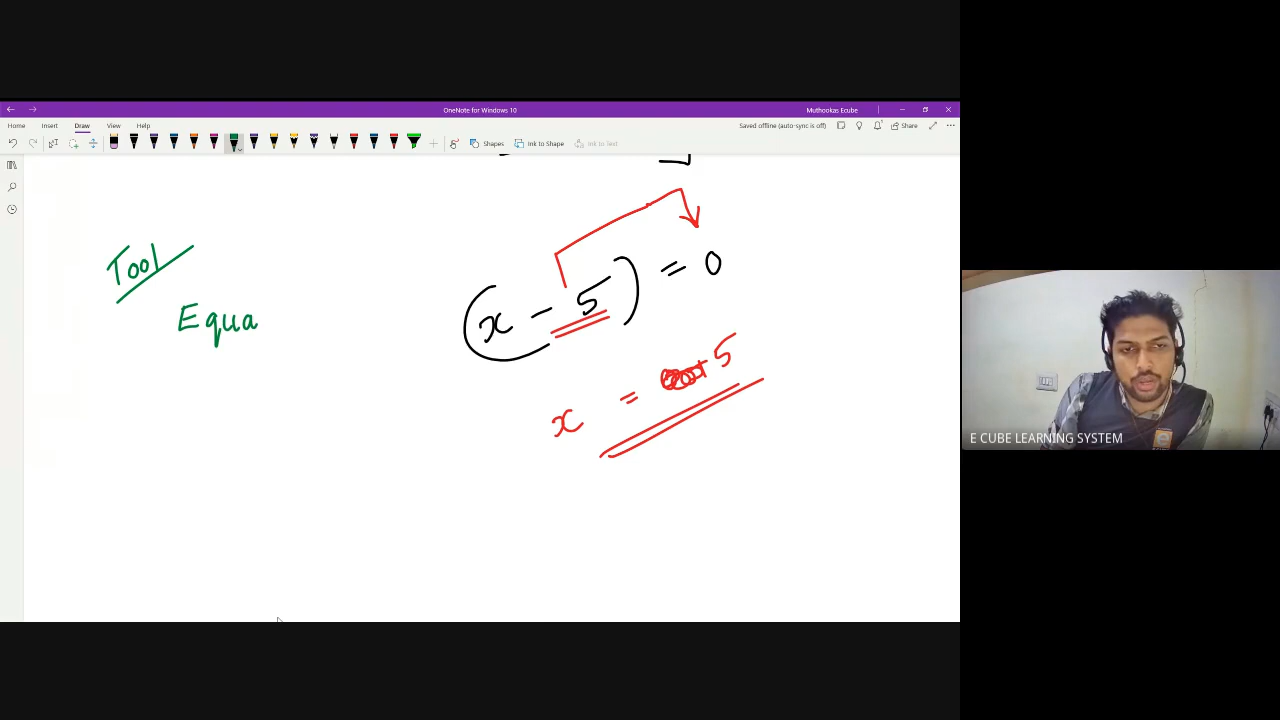 OneNote for Windows 10
Muthookas Ecube
Home Insert Draw View Help
Saved offline (auto-sync is off)
Share
Shapes
Ink to Shape
Ink to Text
Tool
Equa
(x - 5) = 0
x = + 5
E CUBE LEARNING SYSTEM